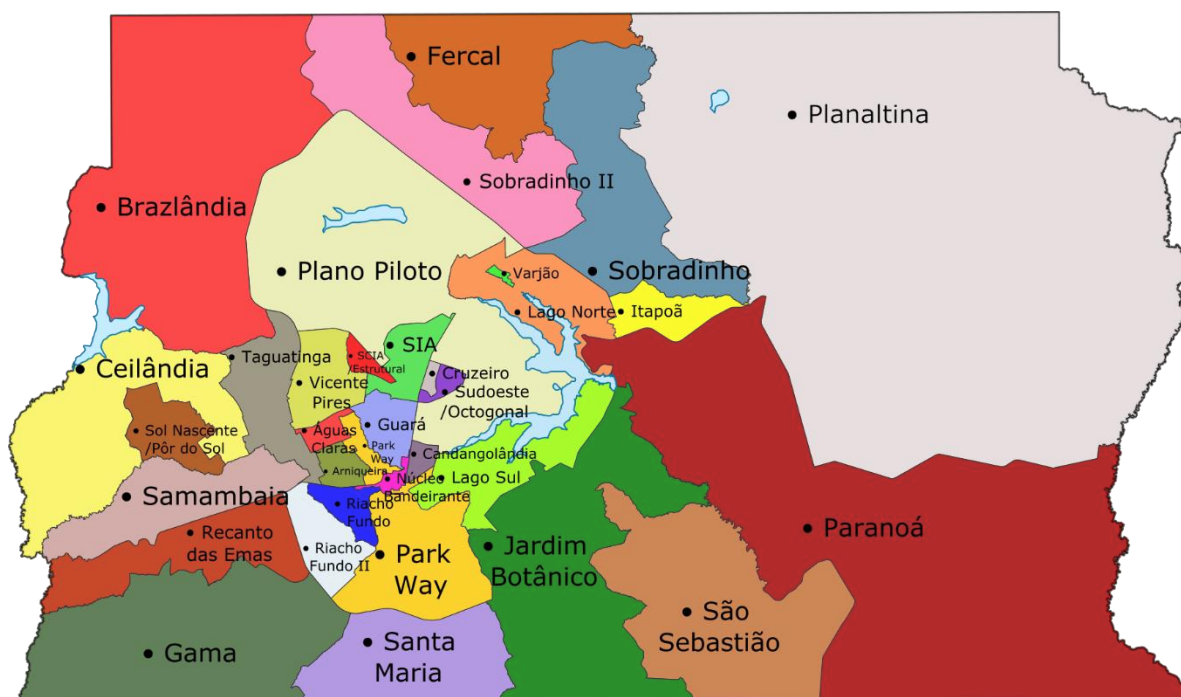 Fercal
Planaltina
Sobradinho II
Brazlândia
Plano Piloto
Varjão
Sobradinho
Lago Norte
Itapoã
SIA
Taguatinga
SCIA
/Estrutural
Ceilândia
Cruzeiro
Vicente
Pires
Sudoeste
/Octogonal
Guará
Sol Nascente
/Pôr do Sol
Águas
Claras
Park
Way
Candangolândia
Arniqueira
Lago Sul
Núcleo
Bandeirante
Samambaia
Riacho
Fundo
Recanto
das Emas
Paranoá
Riacho
Fundo II
Park
Way
Jardim
Botânico
São
Sebastião
Santa
Maria
Gama